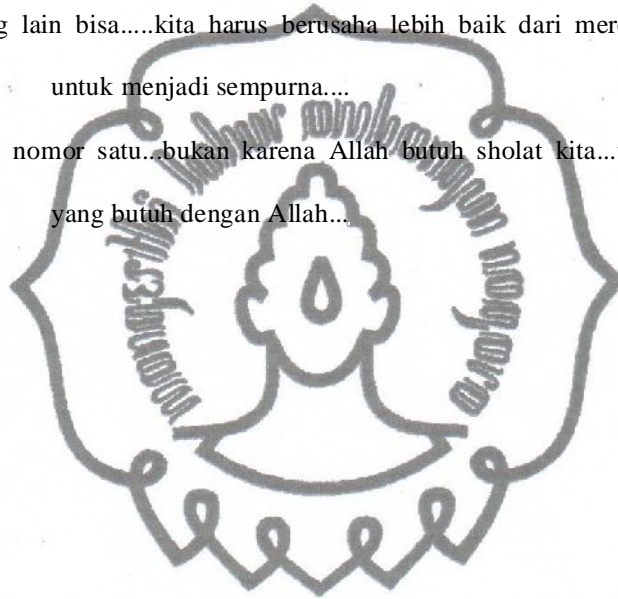 g lain bisa.....kita harus berusaha lebih baik dari mer
untuk menjadi sempurna....
nomor satu...bukan karena Allah butuh sholat kita...
yang butuh dengan Allah...